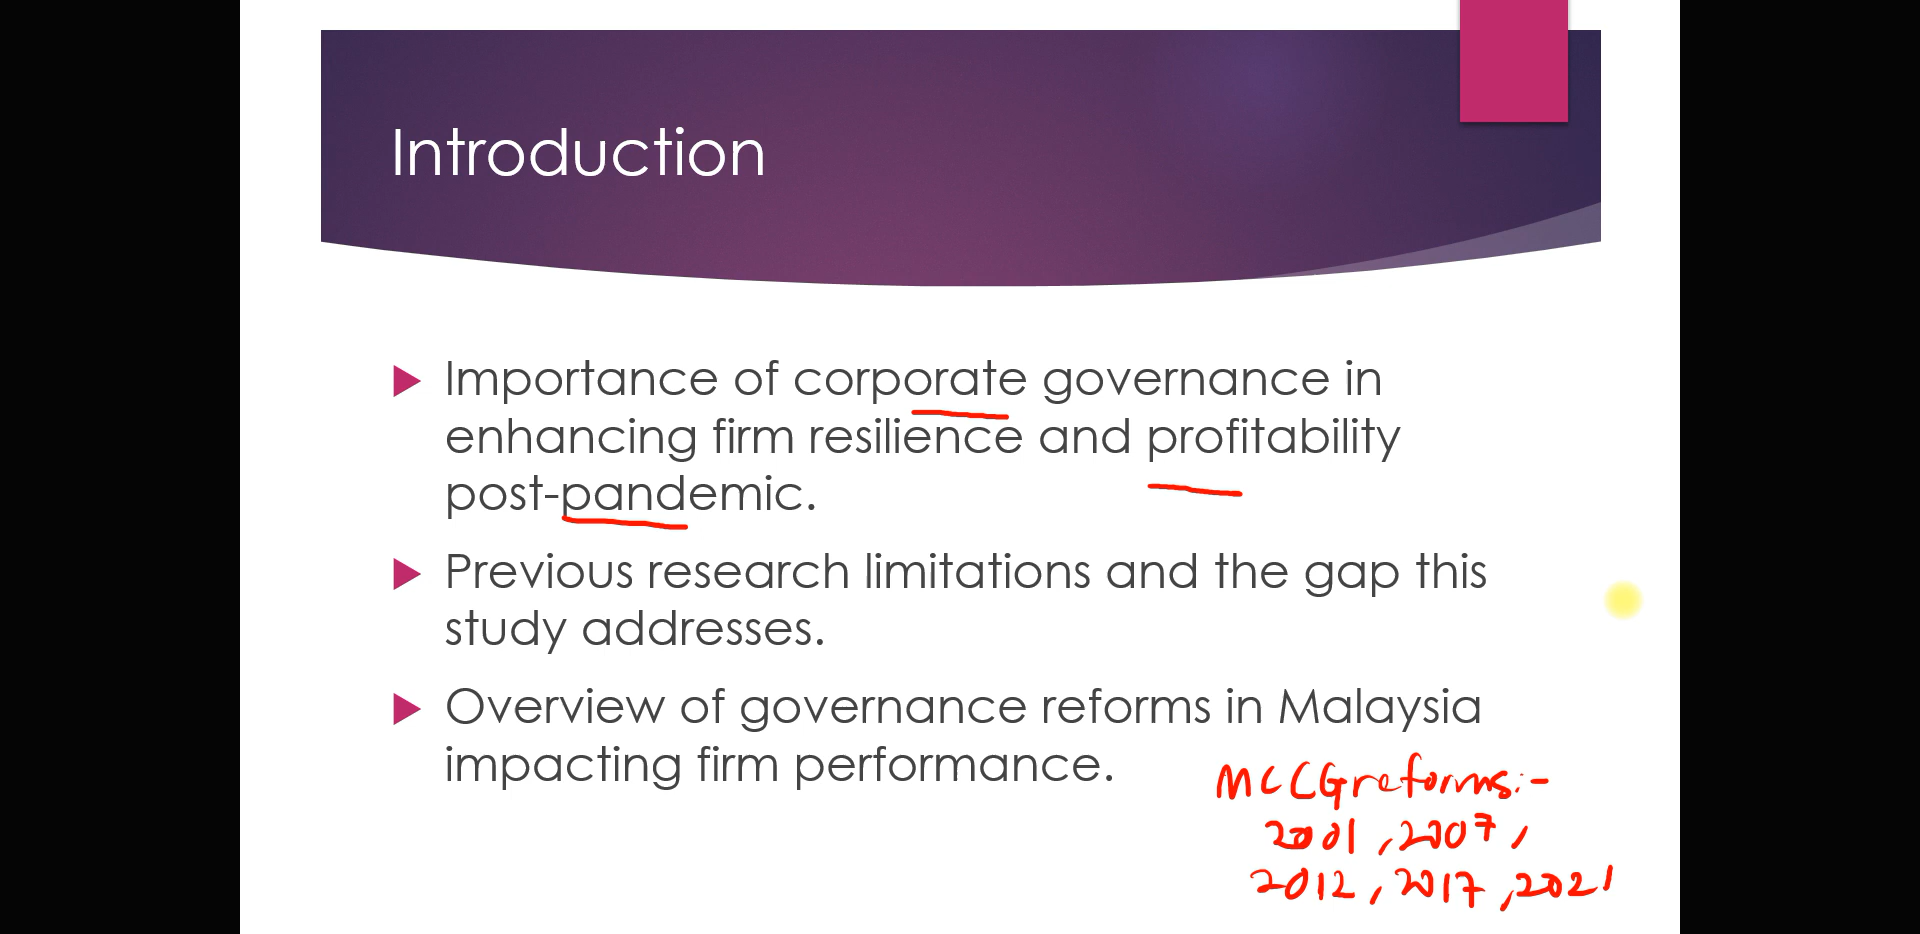 Introduction
Importance of corporate governance in
enhancing firm resilience and profitability
post-pandemic.
Previous research limitations and the gap this
study addresses.
Overview of governance reforms in Malaysia
impacting firm performance.
MCCG reforms:-
2001, 2007,
2012, 2017, 2021